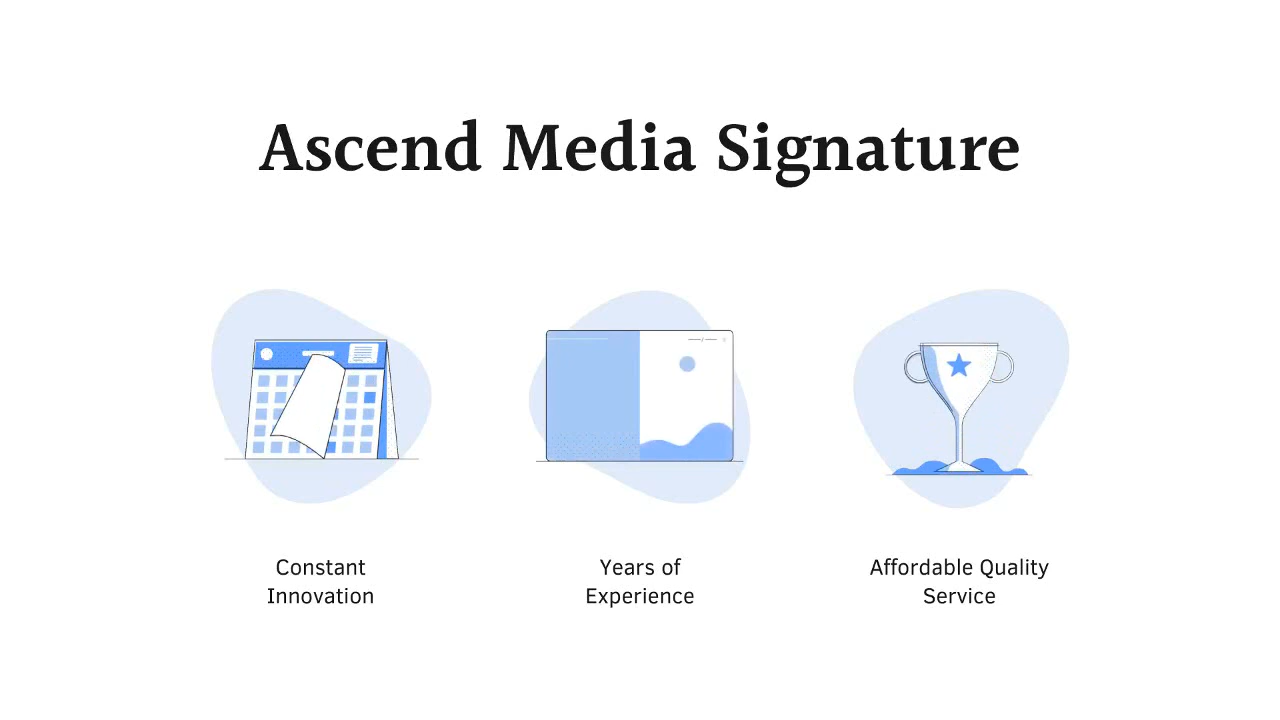 Ascend Media Signature
Constant
Innovation
Years of
Experience
Affordable Quality
Service